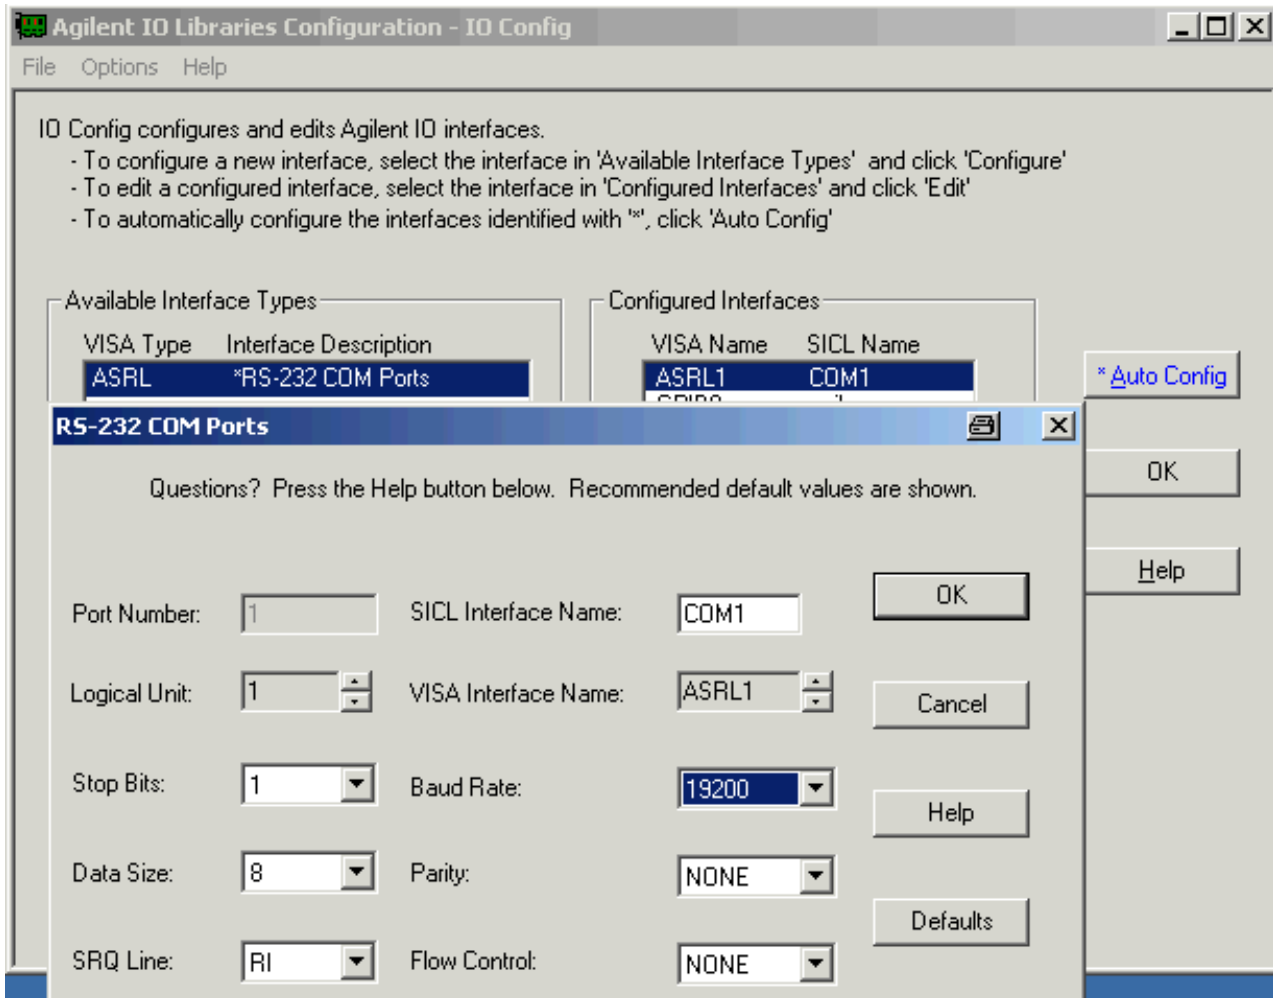 Agilent IO Libraries Configuration - IO Config
File Options Help
IO Config configures and edits Agilent IO interfaces.
- To configure a new interface, select the interface in 'Available Interface Types' and click 'Configure'
- To edit a configured interface, select the interface in 'Configured Interfaces' and click 'Edit'
- To automatically configure the interfaces identified with '*', click 'Auto Config'
Available Interface Types Configured Interfaces
VISA Type Interface Description VISA Name SICL Name
ASRL *RS-232 COM Ports ASRL1 COM1 * Auto Config
RS-232 COM Ports
OK
Questions? Press the Help button below. Recommended default values are shown.
Help
Port Number: 1 SICL Interface Name: COM1 OK
Logical Unit: 1 VISA Interface Name: ASRL1 Cancel
Stop Bits: 1 Baud Rate: 19200 Help
Data Size: 8 Parity: NONE
Defaults
SRQ Line: RI Flow Control: NONE